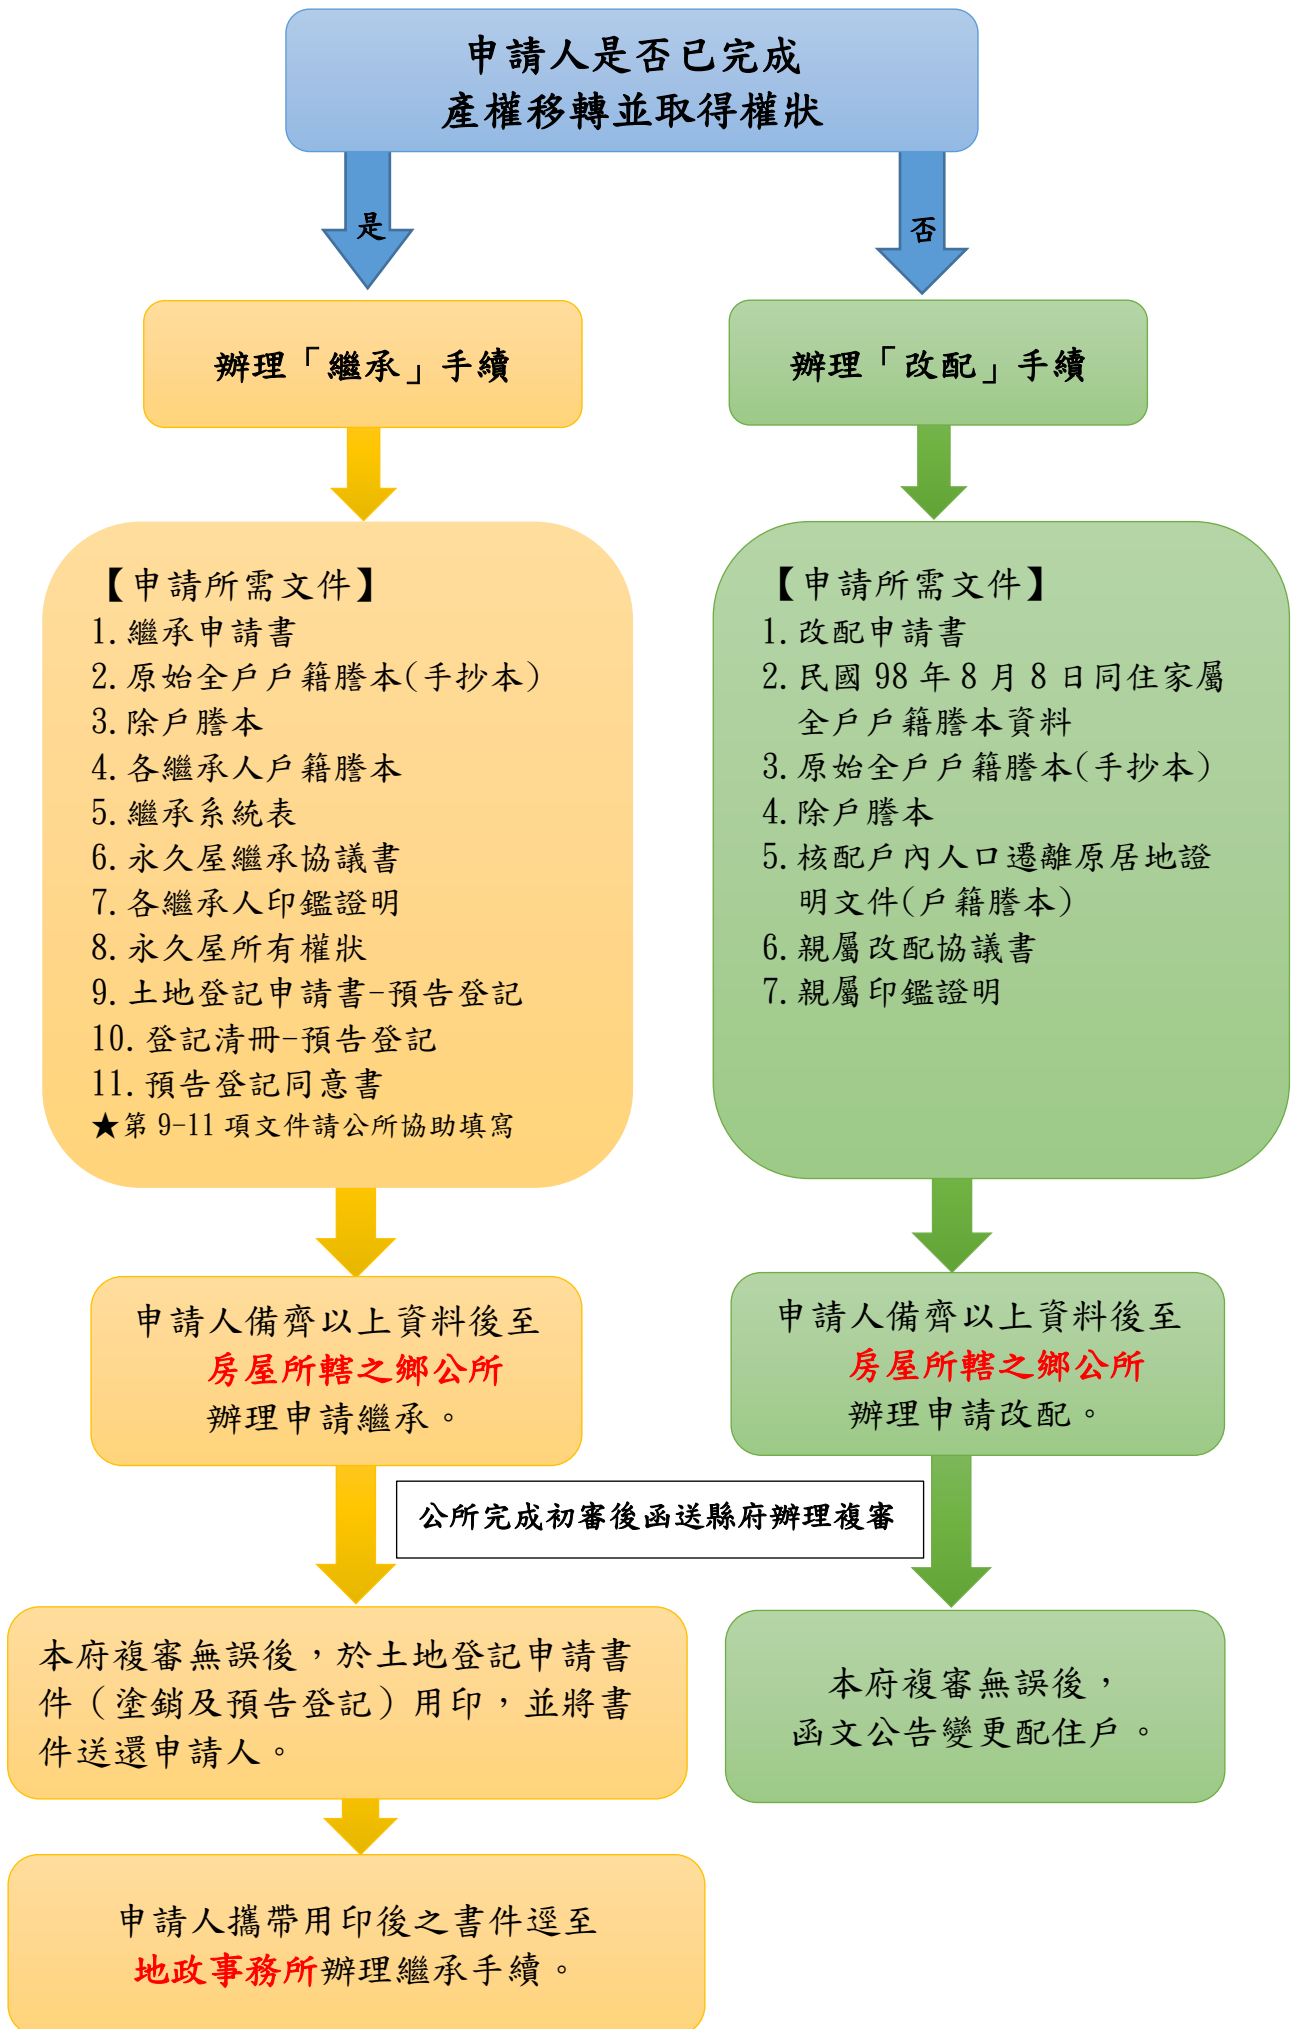 申請人是否已完成
產權移轉並取得權狀
是
否
辦理「繼承」手續
辦理「改配」手續
【申請所需文件】
1.繼承申請書
2.原始全戶戶籍謄本(手抄本)
3.除戶謄本
4.各繼承人戶籍謄本
5.繼承系統表
6.永久屋繼承協議書
7.各繼承人印鑑證明
8.永久屋所有權狀
9.土地登記申請書-預告登記
10.登記清冊-預告登記
11.預告登記同意書
★第 9-11 項文件請公所協助填寫
【申請所需文件】
1.改配申請書
2.民國 98 年 8 月 8 日同住家屬
全戶戶籍謄本資料
3.原始全戶戶籍謄本(手抄本)
4.除戶謄本
5.核配戶內人口遷離原居地證
明文件(戶籍謄本)
6.親屬改配協議書
7.親屬印鑑證明
申請人備齊以上資料後至
房屋所轄之鄉公所
辦理申請繼承。
申請人備齊以上資料後至
房屋所轄之鄉公所
辦理申請改配。
公所完成初審後函送縣府辦理複審
本府複審無誤後，於土地登記申請書
件（塗銷及預告登記）用印，並將書
件送還申請人。
本府複審無誤後，
函文公告變更配住戶。
申請人攜帶用印後之書件逕至
地政事務所辦理繼承手續。